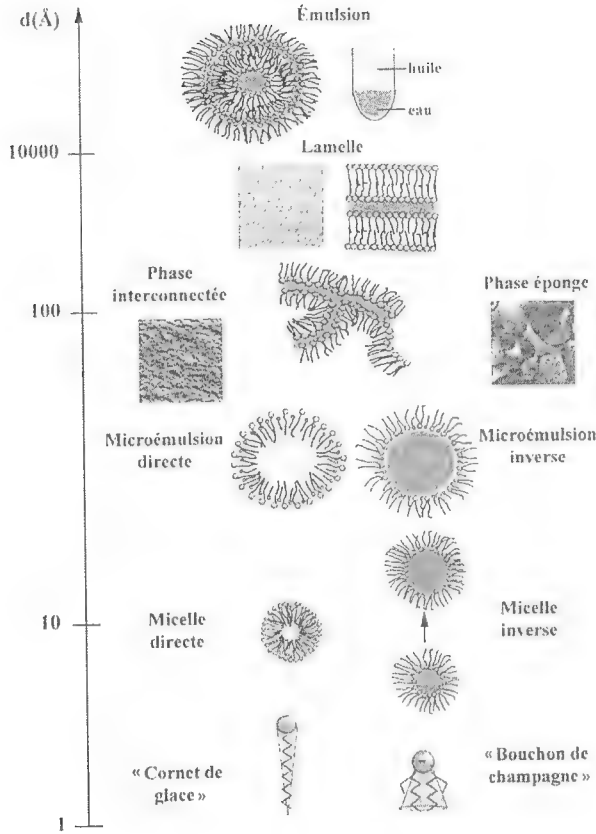 d(Å)
Émulsion
huile
eau
10000
Lamelle
Phase
interconnectée
Phase éponge
100
Microémulsion
directe
Microémulsion
inverse
10
Micelle
directe
Micelle
inverse
« Cornet de
glace »
« Bouchon de
champagne »
1